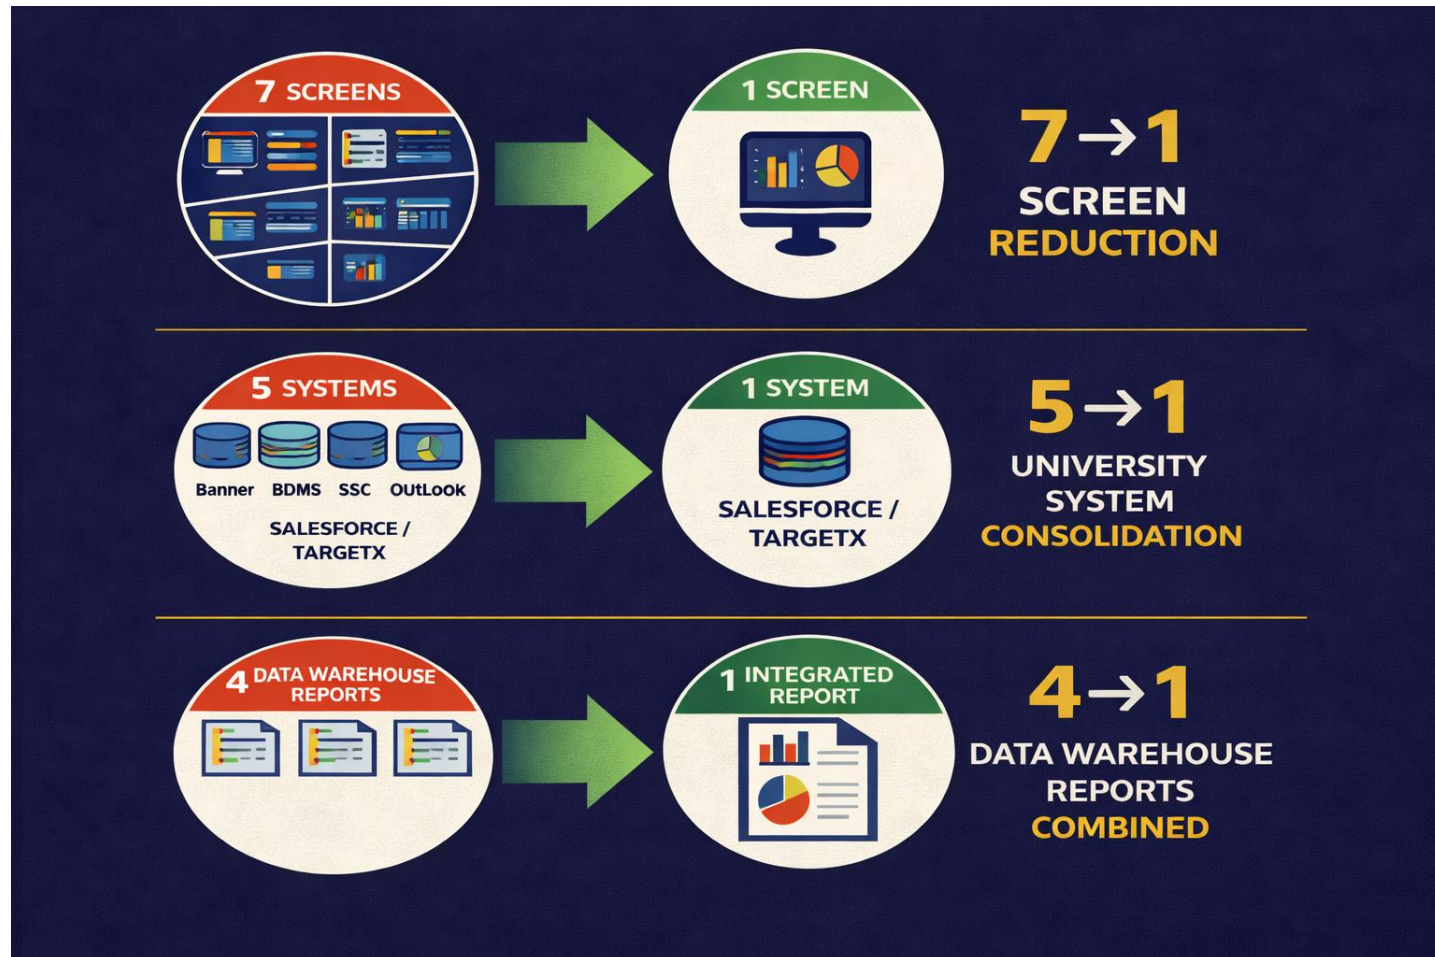 7 SCREENS
1 SCREEN
7→1
SCREEN
REDUCTION
5 SYSTEMS
Banner BDMS SSC OutLook
SALESFORCE /
TARGETX
1 SYSTEM
SALESFORCE /
TARGETX
5→1
UNIVERSITY
SYSTEM
CONSOLIDATION
4 DATA WAREHOUSE
REPORTS
1 INTEGRATED
REPORT
4→1
DATA WAREHOUSE
REPORTS
COMBINED